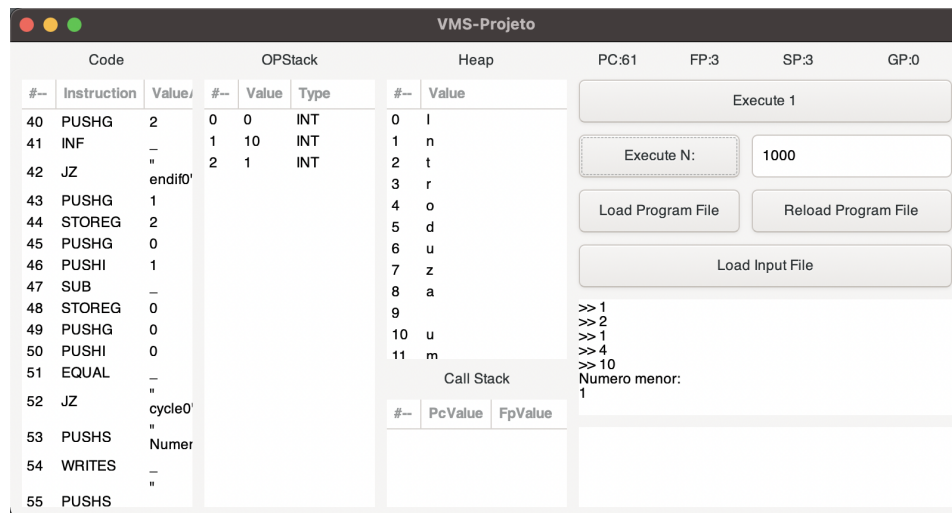 VMS-Projeto
Code
OPStack
Heap
PC:61 FP:3 SP:3 GP:0
#-- Instruction ValueA
40 PUSHG 2
41 INF _
42 JZ " endif0"
43 PUSHG 1
44 STOREG 2
45 PUSHG 0
46 PUSHI 1
47 SUB _
48 STOREG 0
49 PUSHG 0
50 PUSHI 0
51 EQUAL _
52 JZ " cycle0"
53 PUSHS " Numer
54 WRITES _
55 PUSHS "
#-- Value Type
0 0 INT
1 10 INT
2 1 INT
#-- Value
0 I
1 n
2 t
3 r
4 o
5 d
6 u
7 z
8 a
9
10 u
11 m
Call Stack
#-- PcValue FpValue
Execute 1
Execute N: 1000
Load Program File Reload Program File
Load Input File
>> 1
>> 2
>> 1
>> 4
>> 10
Numero menor:
1